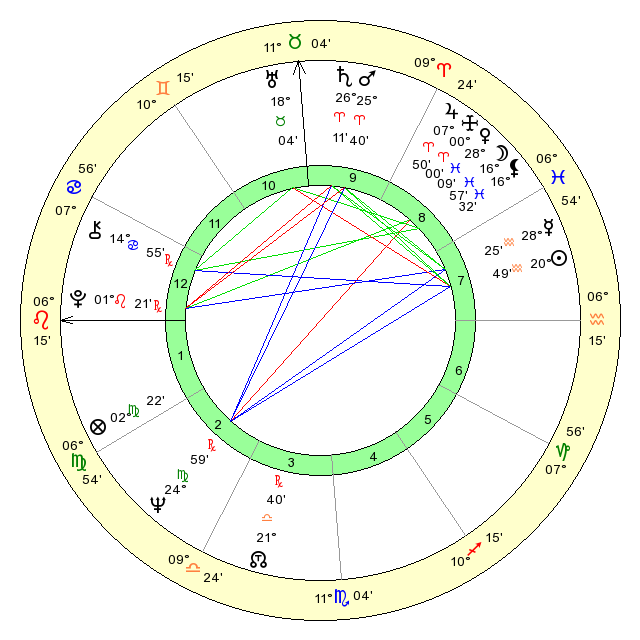 11° ♉ 04'
15' ♊ 10°
09° ♈ 24'
56' ♋ 07°
06° ♓ 54'
♅ 18° ♉ 04'
♄ 26° ♈ 11'
♂ 25° ♈ 40'
♃ 07° ♈ 50'
00° ♈ 00'
♀ 28° ♓ 09'
☽ 16° ♓ 57'
⚸ 16° ♓ 32'
☿ 28° ♒ 25'
☉ 20° ♒ 49'
⚷ 14° ♋ 55' ℞
♇ 01° ♌ 21' ℞
06° ♌ 15'
06° ♒ 15'
10
9
11
8
12
7
1
6
2
5
3
4
⊗ 02° ♍ 22'
♆ 24° ♍ 59' ℞
☊ 21° ♎ 40' ℞
06° ♍ 54'
56' ♑ 07°
09° ♎ 24'
11° ♏ 04'
10° ♐ 15'